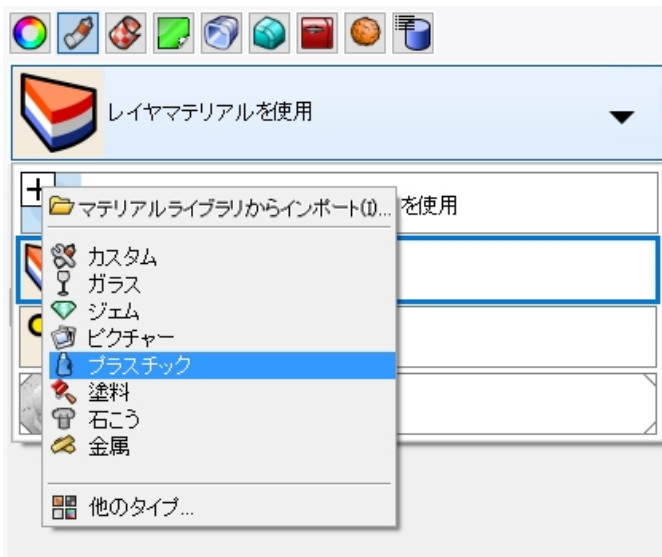 レイヤマテリアルを使用
を使用
マテリアルライブラリからインポート(I)...
カスタム
ガラス
ジェム
ピクチャー
プラスチック
塗料
石こう
金属
他のタイプ...